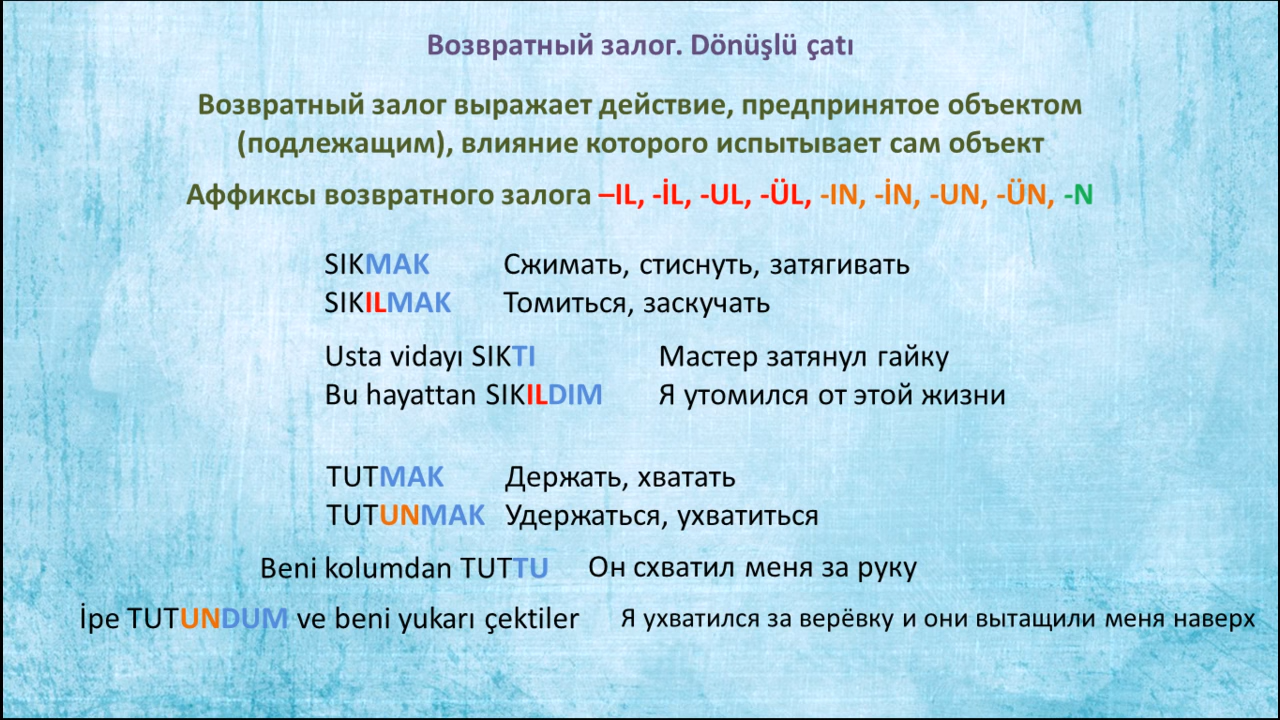 Возвратный залог. Dönüşlü çatı
Возвратный залог выражает действие, предпринятое объектом
(подлежащим), влияние которого испытывает сам объект
Аффиксы возвратного залога –IL, -İL, -UL, -ÜL, -IN, -İN, -UN, -ÜN, -N
SIKMAK Сжимать, стиснуть, затягивать
SIKILMAK Томиться, заскучать
Usta vidayı SIKTI Мастер затянул гайку
Bu hayattan SIKILDIM Я утомился от этой жизни
TUTMAK Держать, хватать
TUTUNMAK Удержаться, ухватиться
Beni kolumdan TUTTU Он схватил меня за руку
İpe TUTUNDUM ve beni yukarı çektiler Я ухватился за верёвку и они вытащили меня наверх